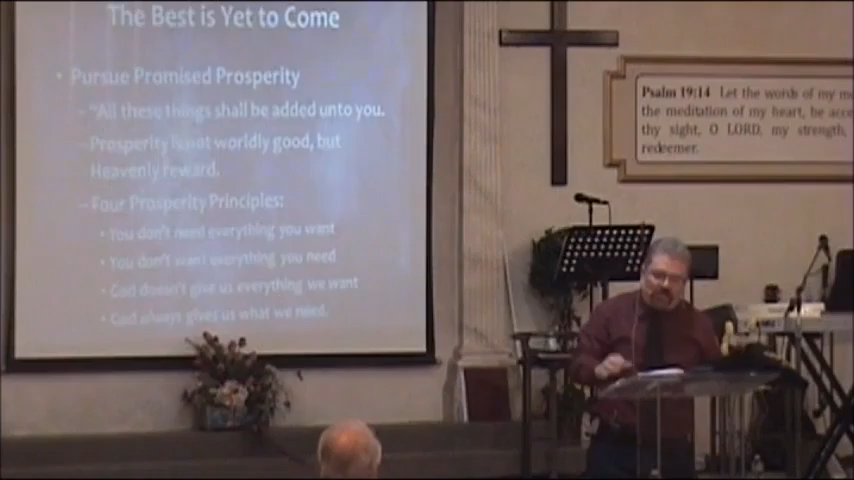 The Best is Yet to Come
• Pursue Promised Prosperity
– "All these things shall be added unto you.
– Prosperity is not worldly good, but
Heavenly reward.
– Four Prosperity Principles:
• You don't need everything you want
• You don't want everything you need
• God doesn't give us everything we want
• God always gives us what we need.
Psalm 19:14 Let the words of my mo
the meditation of my heart, be acce
thy sight, O LORD, my strength,
redeemer.